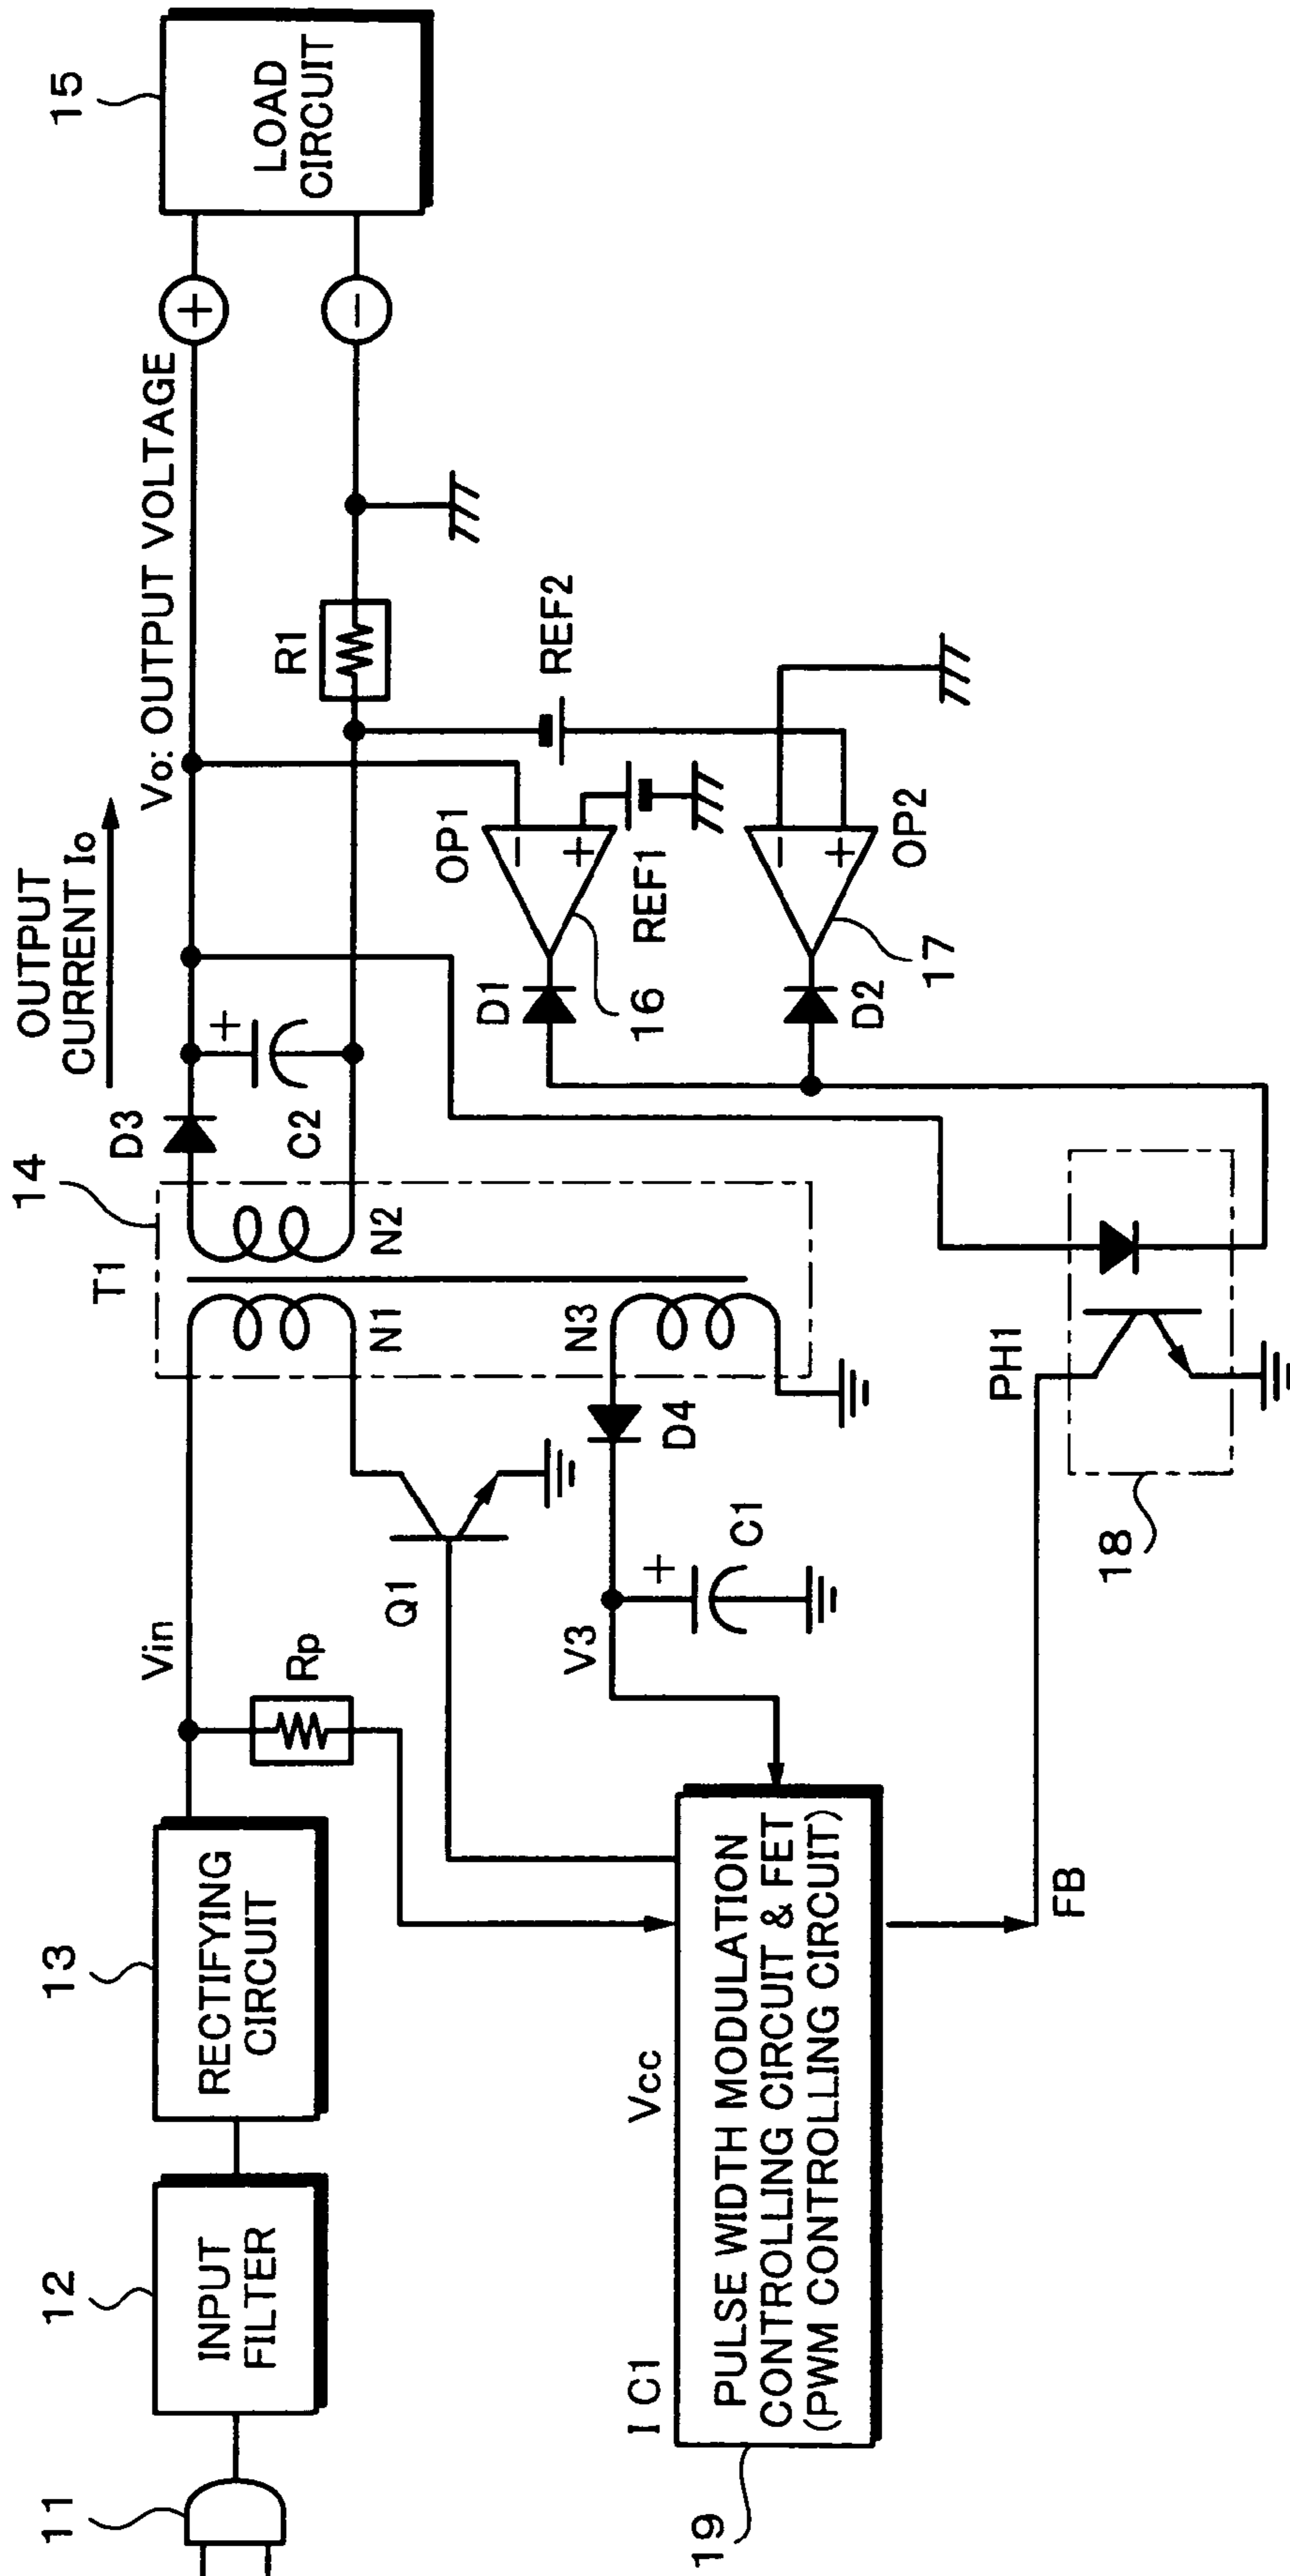 OUTPUT
CURRENT Io
Vo: OUTPUT VOLTAGE
11
12
INPUT
FILTER
13
RECTIFYING
CIRCUIT
Vin
Rp
T1
14
N1
N2
D3
+
C2
R1
+
−
15
LOAD
CIRCUIT
Q1
N3
D4
V3
+
C1
OP1
−
+
REF1
16
D1
REF2
OP2
−
+
17
D2
I C1
Vcc
19
PULSE WIDTH MODULATION
CONTROLLING CIRCUIT & FET
(PWM CONTROLLING CIRCUIT)
FB
PH1
18